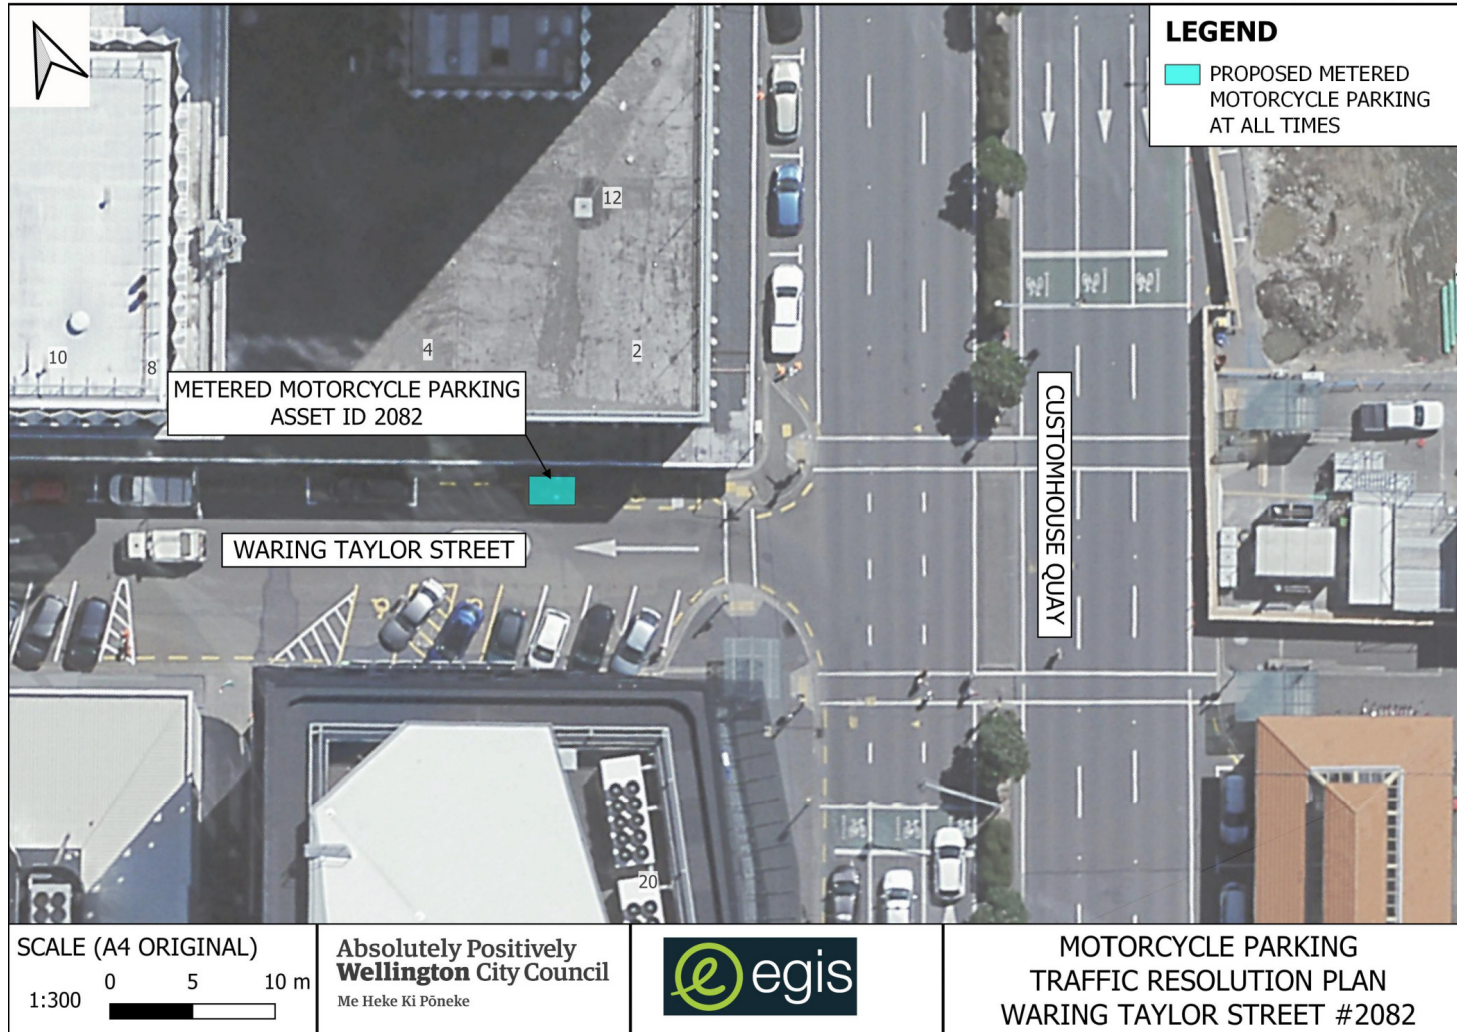 LEGEND
PROPOSED METERED
MOTORCYCLE PARKING
AT ALL TIMES
12
4
2
10
8
METERED MOTORCYCLE PARKING
ASSET ID 2082
CUSTOMHOUSE QUAY
WARING TAYLOR STREET
20
SCALE (A4 ORIGINAL)
0 5 10 m
1:300
Absolutely Positively
Wellington City Council
Me Heke Ki Pōneke
egis
MOTORCYCLE PARKING
TRAFFIC RESOLUTION PLAN
WARING TAYLOR STREET #2082